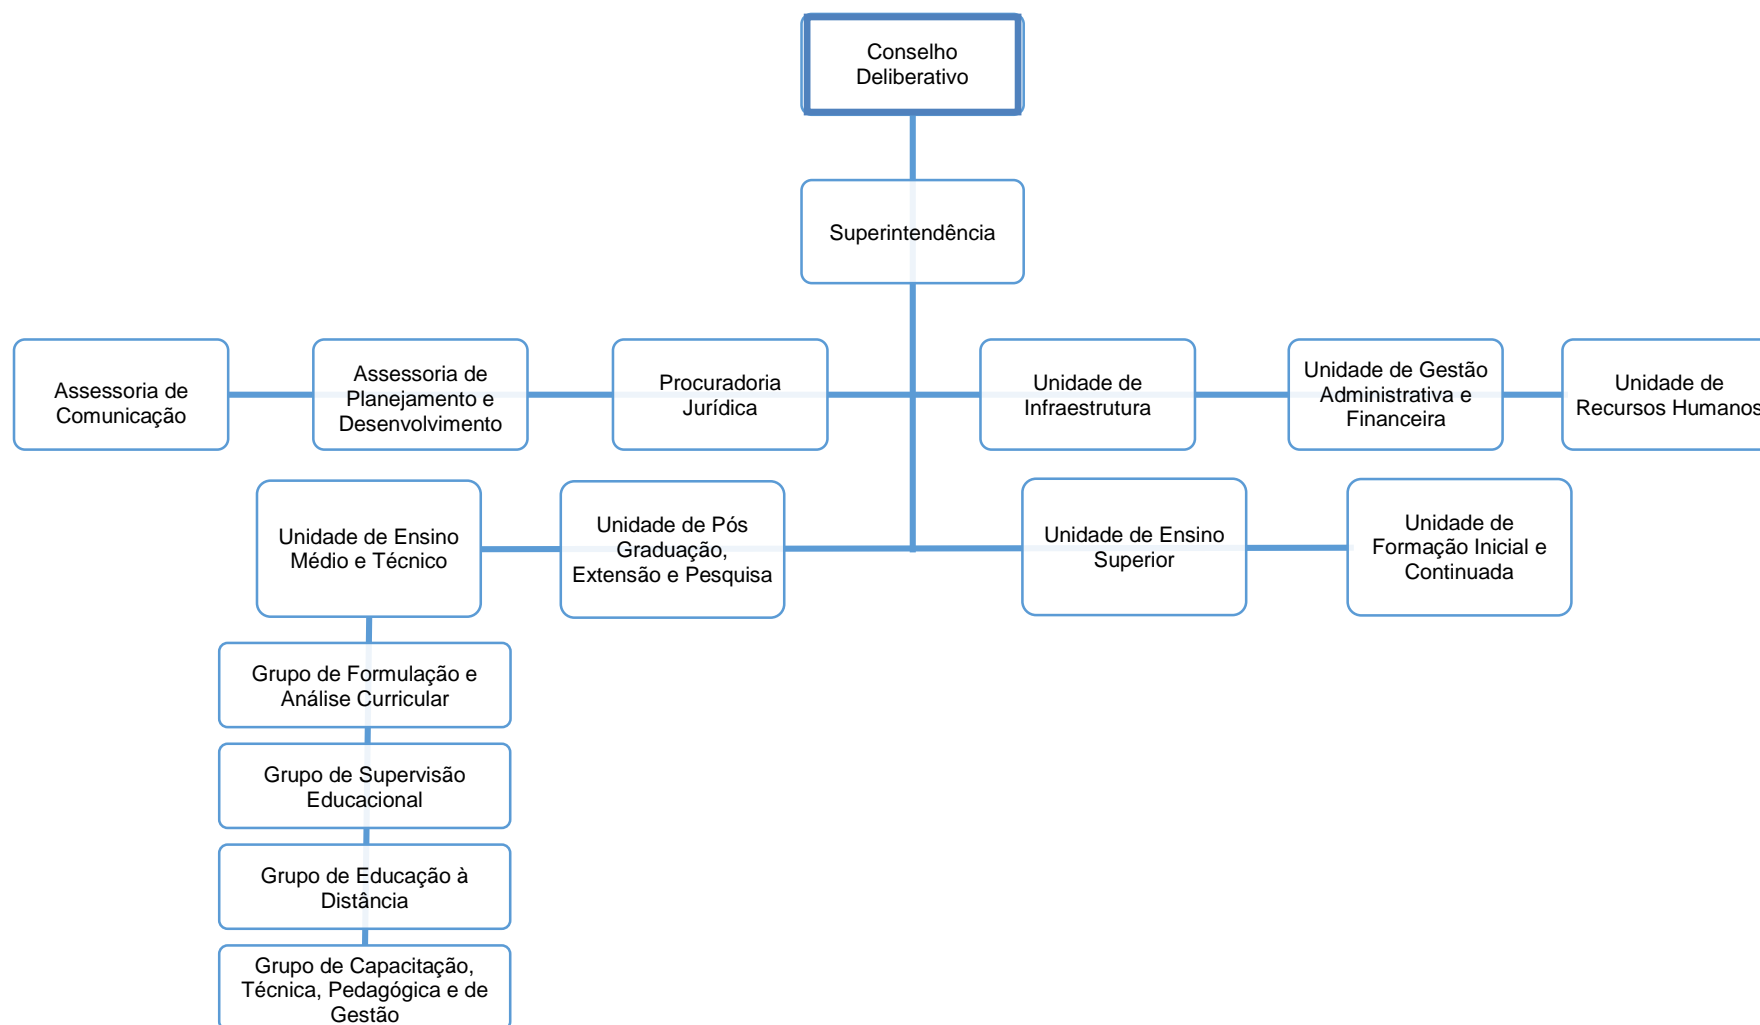 Conselho
Deliberativo
Superintendência
Assessoria de
Comunicação
Assessoria de
Planejamento e
Desenvolvimento
Procuradoria
Jurídica
Unidade de
Infraestrutura
Unidade de Gestão
Administrativa e
Financeira
Unidade de
Recursos Humanos
Unidade de Ensino
Médio e Técnico
Unidade de Pós
Graduação,
Extensão e Pesquisa
Unidade de Ensino
Superior
Unidade de
Formação Inicial e
Continuada
Grupo de Formulação e
Análise Curricular
Grupo de Supervisão
Educacional
Grupo de Educação à
Distância
Grupo de Capacitação,
Técnica, Pedagógica e de
Gestão